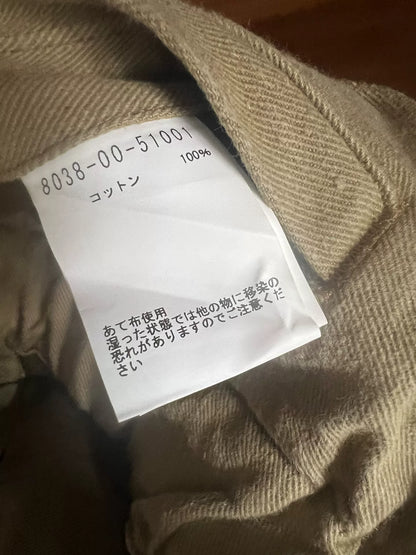 8038-00-51001
コットン 100%
あて布使用
湿った状態では他の物に移染の
恐れがありますのでご注意くだ
さい